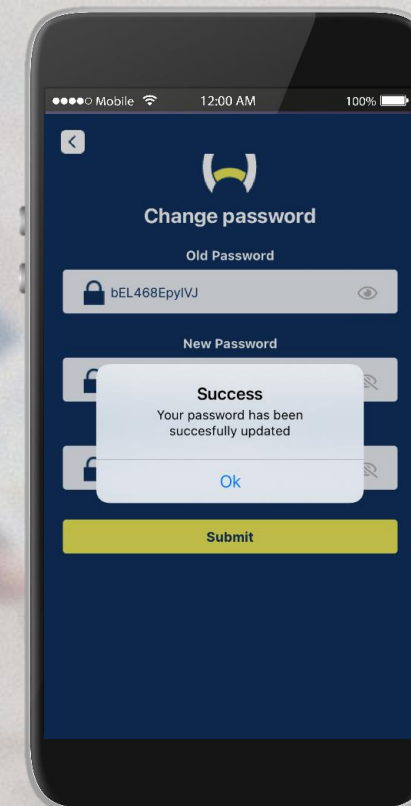 Mobile 12:00 AM 100%
Change password
Old Password
bEL468EpyIVJ
New Password
Success
Your password has been
succesfully updated
Ok
Submit